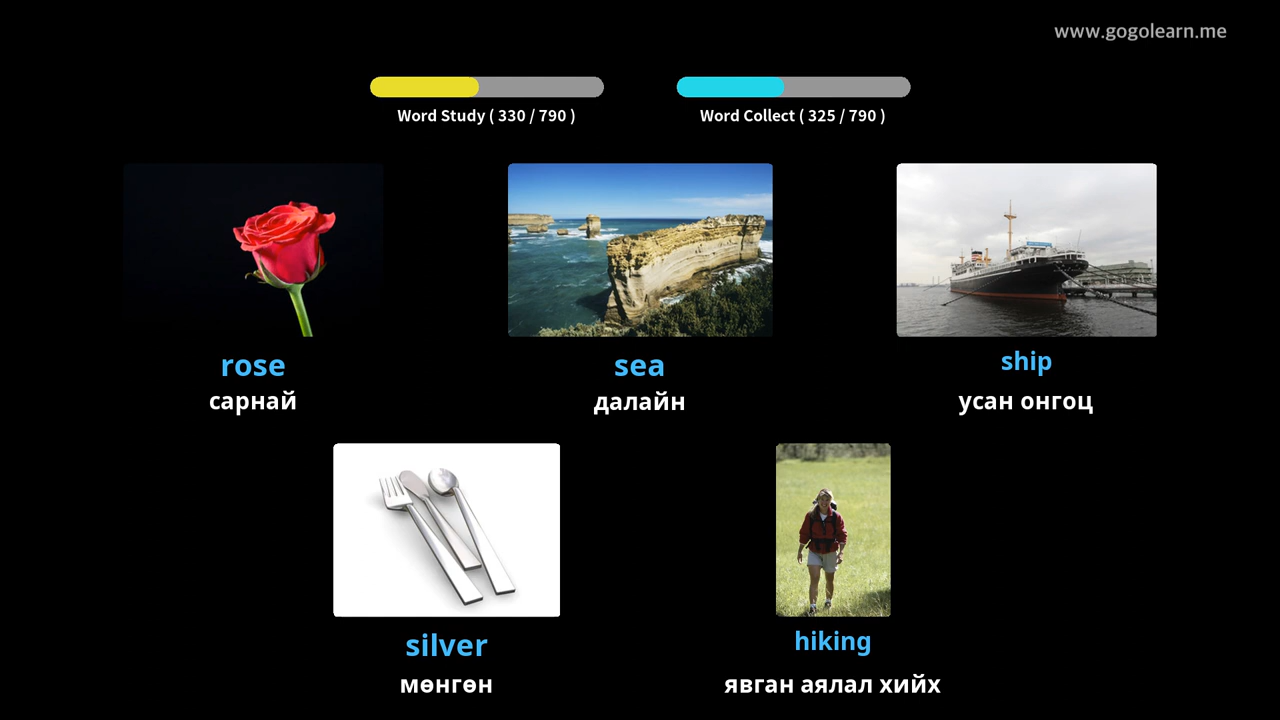 www.gogolearn.me
Word Study ( 330 / 790 )
Word Collect ( 325 / 790 )
rose
сарнай
sea
далайн
ship
усан онгоц
silver
мөнгөн
hiking
явган аялал хийх